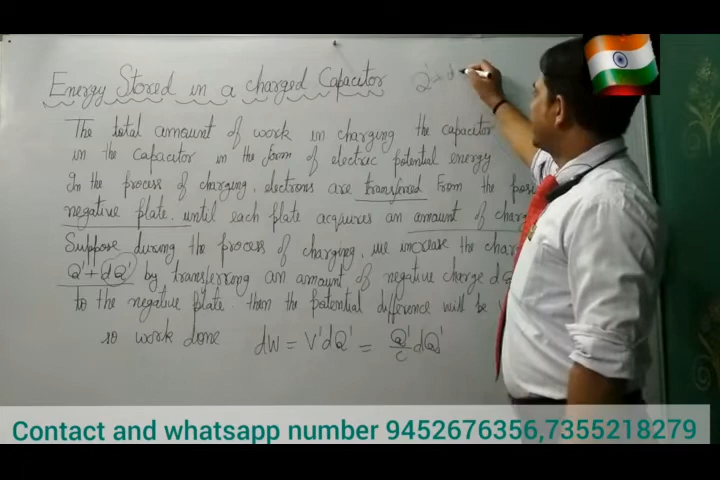 Energy Stored in a charged Capacitor
Q'+d
The total amount of work in charging the capacitor
in the capacitor in the form of electric potential energy
In the process of charging, electrons are transferred From the posi
negative plate. until each plate acquires an amount of charg
Suppose during the process of charging, we increase the char
Q'+dQ' by transferring an amount of negative charge dQ
to the negative plate. then the potential difference will be V
so work done dW = V'dQ' = Q'/C dQ'
Contact and whatsapp number 9452676356,7355218279